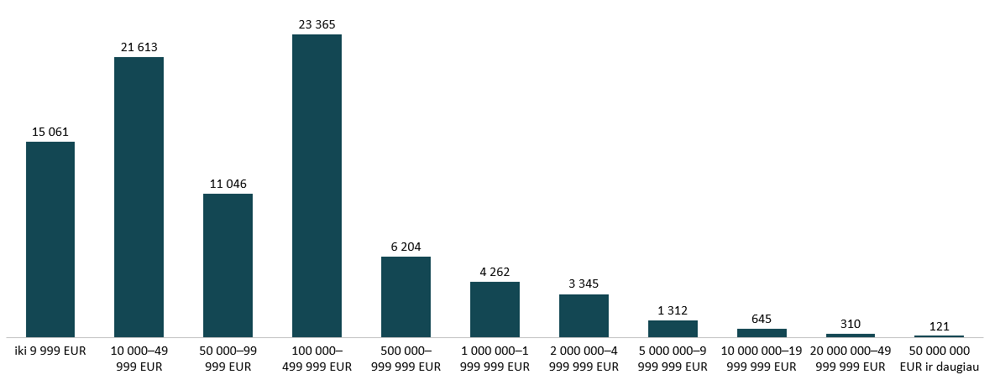 23 365
21 613
15 061
11 046
6 204
4 262
3 345
1 312
645
310
121
iki 9 999 EUR
10 000–49
999 EUR
50 000–99
999 EUR
100 000–
499 999 EUR
500 000–
999 999 EUR
1 000 000–1
999 999 EUR
2 000 000–4
999 999 EUR
5 000 000–9
999 999 EUR
10 000 000–19
999 999 EUR
20 000 000–49
999 999 EUR
50 000 000
EUR ir daugiau